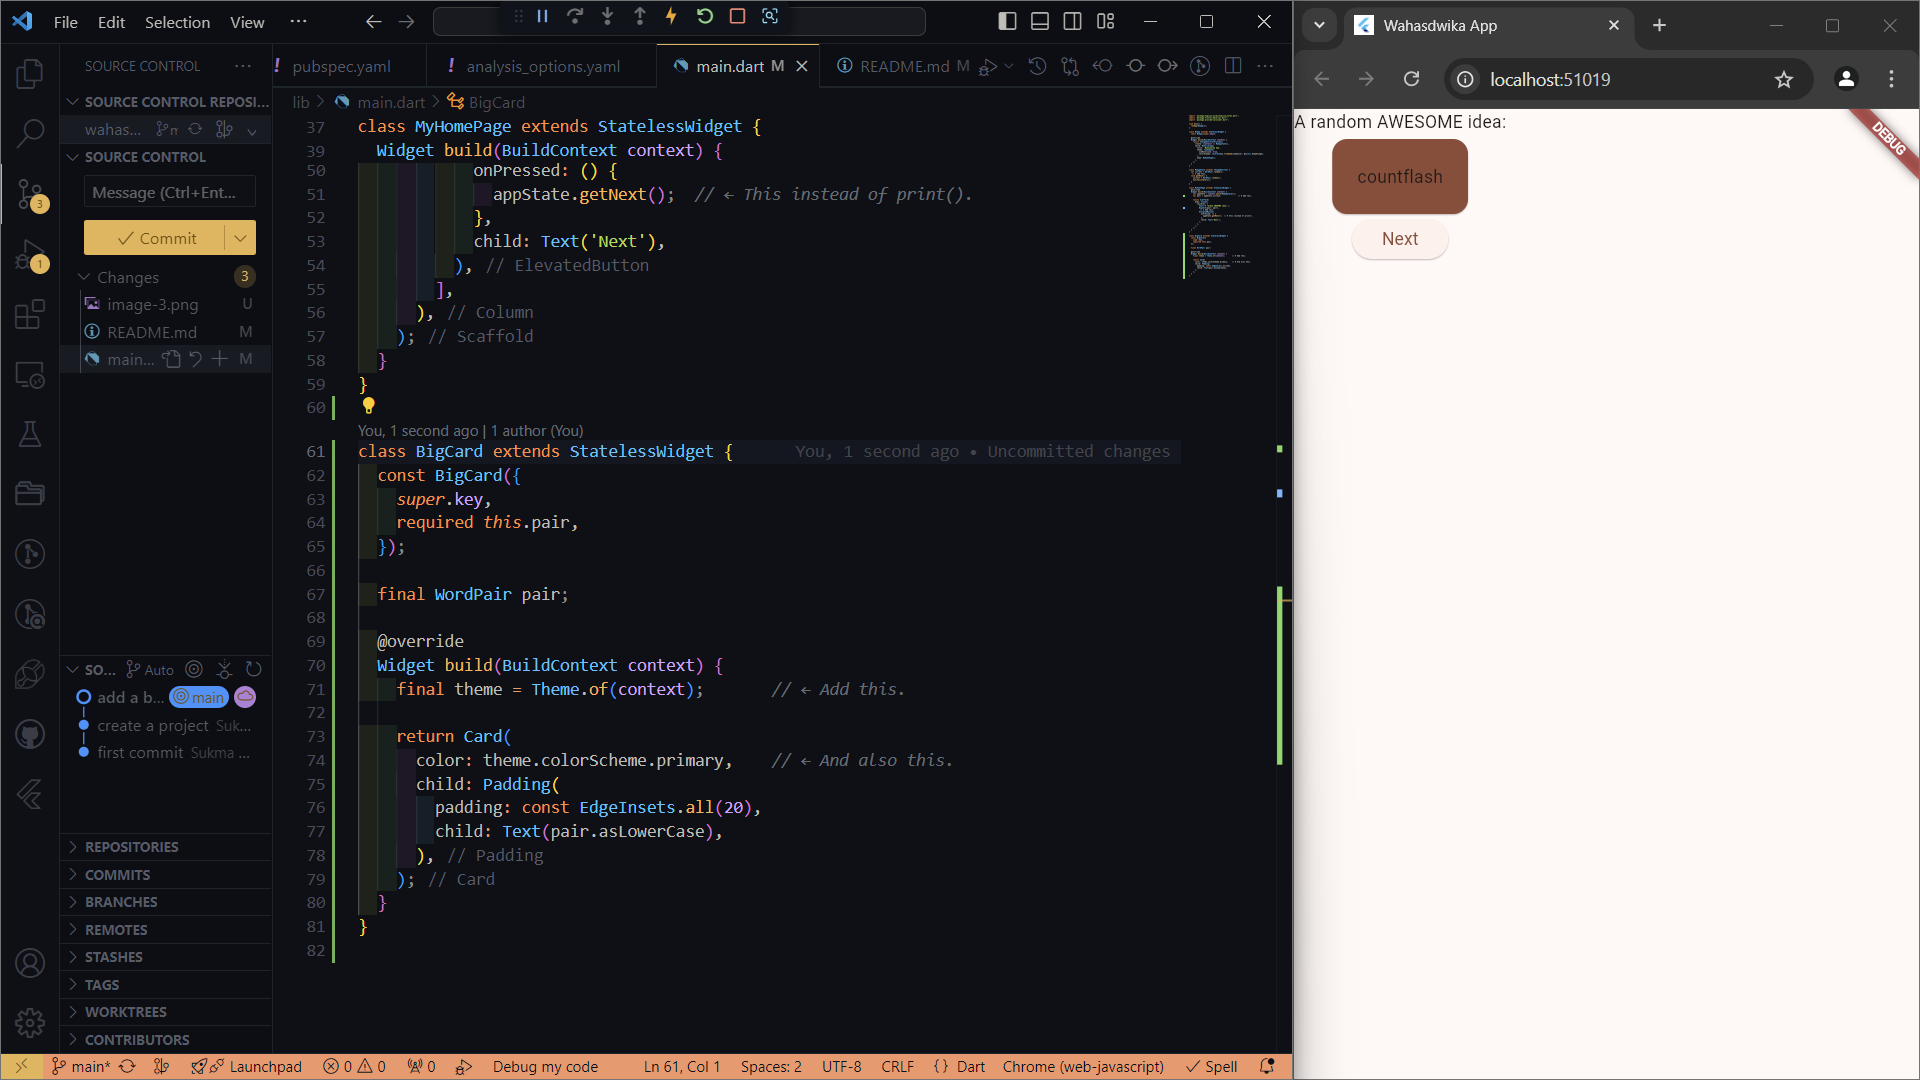 File Edit Selection View ···
SOURCE CONTROL
SOURCE CONTROL REPOSI...
wahas...
SOURCE CONTROL
Message (Ctrl+Ent...
Commit
Changes 3
image-3.png U
README.md M
main... M
SO... Auto
add a b... main
create a project Suk...
first commit Sukma ...
REPOSITORIES
COMMITS
BRANCHES
REMOTES
STASHES
TAGS
WORKTREES
CONTRIBUTORS
3
1
! pubspec.yaml ! analysis_options.yaml main.dart M README.md M
lib > main.dart > BigCard
37 class MyHomePage extends StatelessWidget {
39 Widget build(BuildContext context) {
50 onPressed: () {
51 appState.getNext(); // ← This instead of print().
52 },
53 child: Text('Next'),
54 ), // ElevatedButton
55 ],
56 ), // Column
57 ); // Scaffold
58 }
59 }
60
You, 1 second ago | 1 author (You)
61 class BigCard extends StatelessWidget { You, 1 second ago • Uncommitted changes
62 const BigCard({
63 super.key,
64 required this.pair,
65 });
66
67 final WordPair pair;
68
69 @override
70 Widget build(BuildContext context) {
71 final theme = Theme.of(context); // ← Add this.
72
73 return Card(
74 color: theme.colorScheme.primary, // ← And also this.
75 child: Padding(
76 padding: const EdgeInsets.all(20),
77 child: Text(pair.asLowerCase),
78 ), // Padding
79 ); // Card
80 }
81 }
82
main* Launchpad 0 0 0 Debug my code Ln 61, Col 1 Spaces: 2 UTF-8 CRLF {} Dart Chrome (web-javascript) Spell
Wahasdwika App
localhost:51019
A random AWESOME idea:
DEBUG
countflash
Next